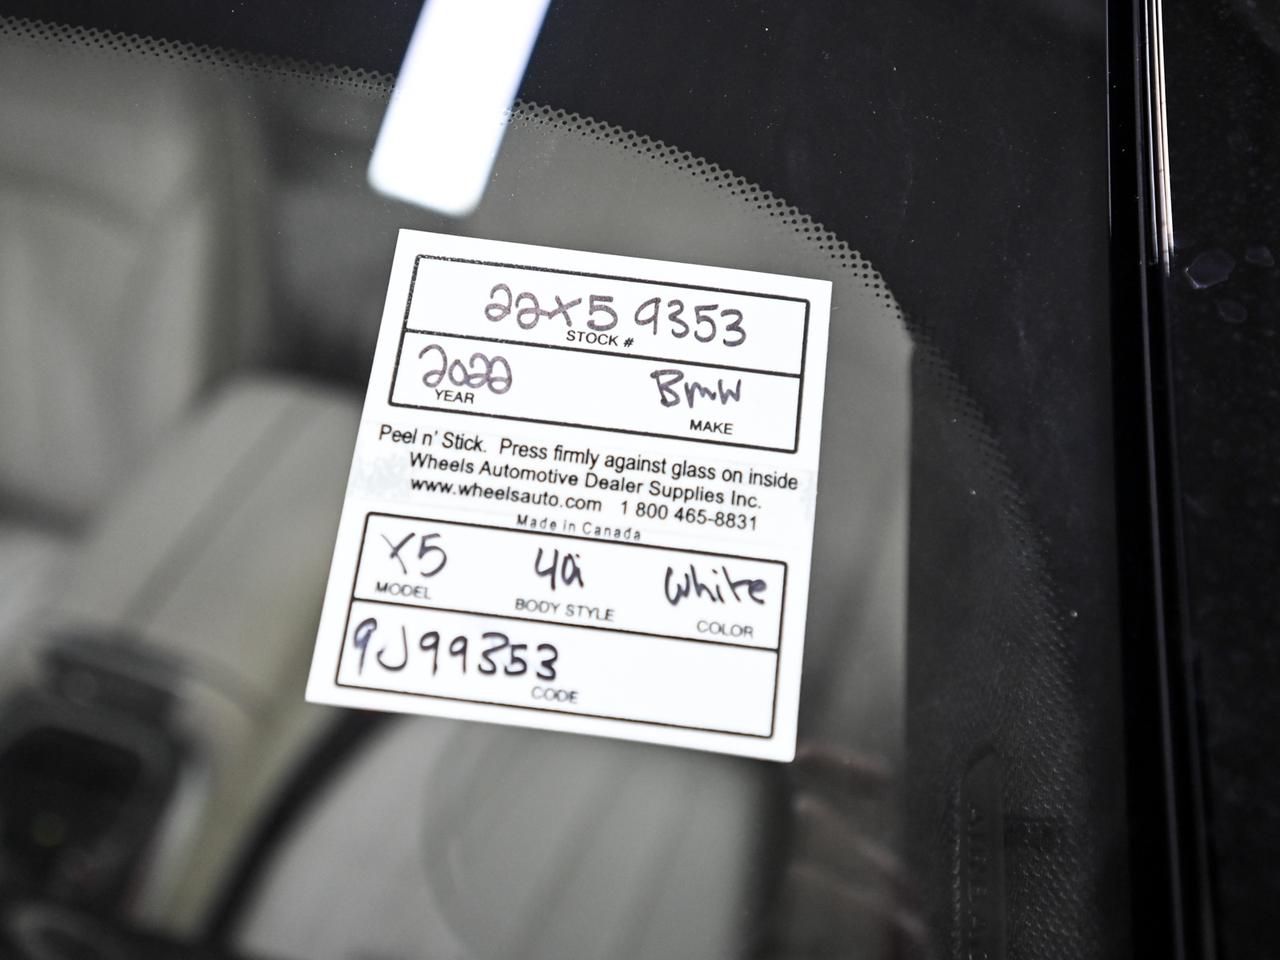 22X5 9353
STOCK #
2022 BMW
YEAR MAKE
Peel n' Stick. Press firmly against glass on inside
Wheels Automotive Dealer Supplies Inc.
www.wheelsauto.com 1 800 465-8831
Made in Canada
X5 40i White
MODEL BODY STYLE COLOR
9J99353
CODE